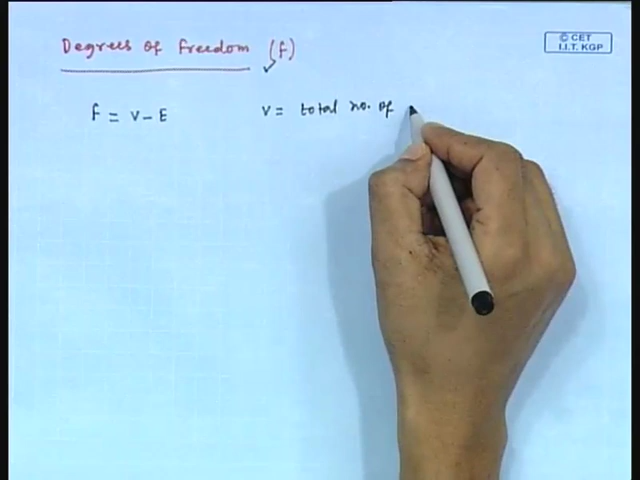 Degrees of freedom (f)
© CET
I.I.T. KGP
f = V - E
V = total no. of